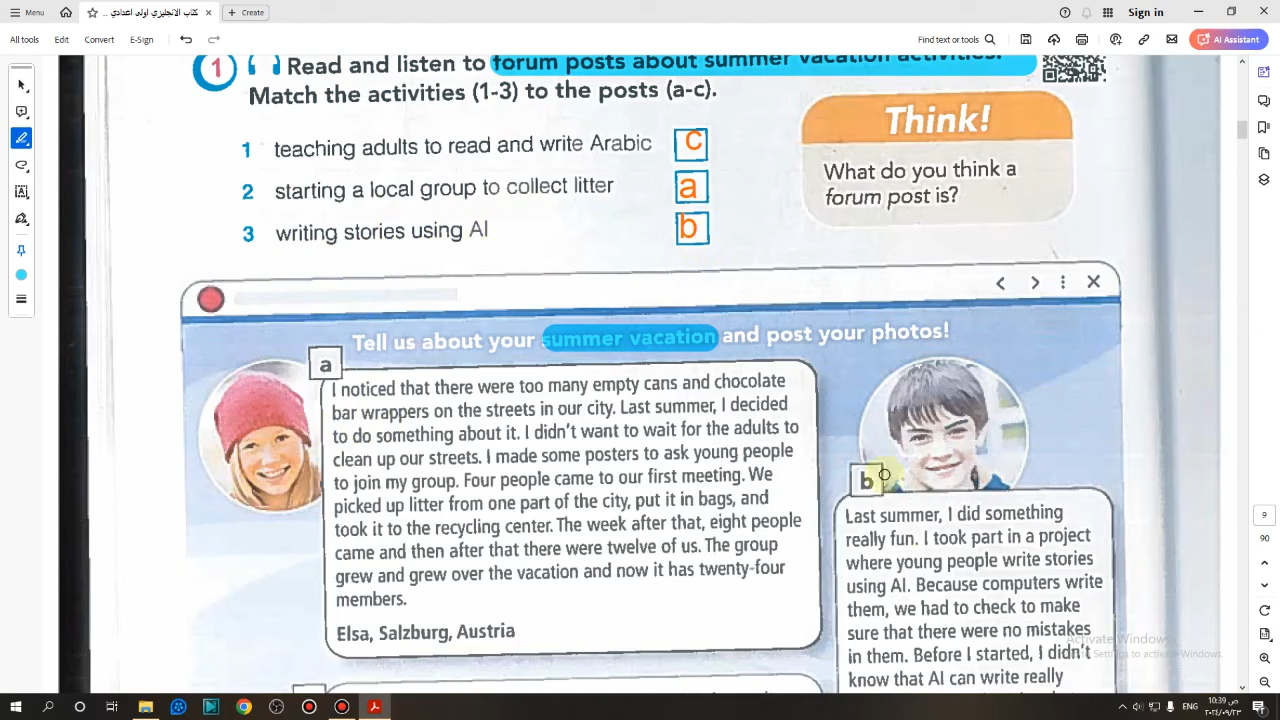 Menu
كتاب الانجليزي اولى اعدادي ..
Create
Sign in
All tools
Edit
Convert
E-Sign
Find text or tools
AI Assistant
1 Read and listen to forum posts about summer vacation activities.
Match the activities (1-3) to the posts (a-c).
1 teaching adults to read and write Arabic c
2 starting a local group to collect litter a
3 writing stories using AI b
Think!
What do you think a
forum post is?
Tell us about your summer vacation and post your photos!
a
I noticed that there were too many empty cans and chocolate
bar wrappers on the streets in our city. Last summer, I decided
to do something about it. I didn't want to wait for the adults to
clean up our streets. I made some posters to ask young people
to join my group. Four people came to our first meeting. We
picked up litter from one part of the city, put it in bags, and
took it to the recycling center. The week after that, eight people
came and then after that there were twelve of us. The group
grew and grew over the vacation and now it has twenty-four
members.
Elsa, Salzburg, Austria
b
Last summer, I did something
really fun. I took part in a project
where young people write stories
using AI. Because computers write
them, we had to check to make
sure that there were no mistakes
in them. Before I started, I didn't
know that AI can write really
Activate Windows
Settings to activate Windows.
9
90
10:39 ص
٢٠٢٤/٠٩/٢٣